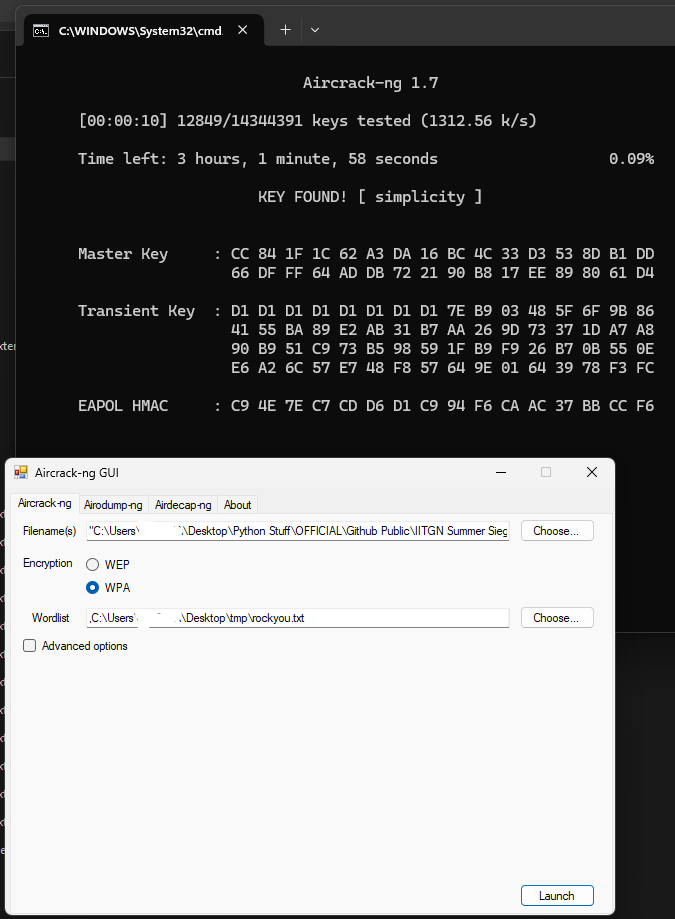 C:\WINDOWS\System32\cmd.
Aircrack-ng 1.7
[00:00:10] 12849/14344391 keys tested (1312.56 k/s)
Time left: 3 hours, 1 minute, 58 seconds 0.09%
KEY FOUND! [ simplicity ]
Master Key : CC 84 1F 1C 62 A3 DA 16 BC 4C 33 D3 53 8D B1 DD
66 DF FF 64 AD DB 72 21 90 B8 17 EE 89 80 61 D4
Transient Key : D1 D1 D1 D1 D1 D1 D1 D1 7E B9 03 48 5F 6F 9B 86
41 55 BA 89 E2 AB 31 B7 AA 26 9D 73 37 1D A7 A8
90 B9 51 C9 73 B5 98 59 1F B9 F9 26 B7 0B 55 0E
E6 A2 6C 57 E7 48 F8 57 64 9E 01 64 39 78 F3 FC
EAPOL HMAC : C9 4E 7E C7 CD D6 D1 C9 94 F6 CA AC 37 BB CC F6
Aircrack-ng GUI
Aircrack-ng Airodump-ng Airdecap-ng About
Filename(s) "C:\Users\ \Desktop\Python Stuff\OFFICIAL\Github Public\IITGN Summer Sieg Choose...
Encryption WEP
WPA
Wordlist C:\Users\ \Desktop\tmp\rockyou.txt Choose...
Advanced options
Launch